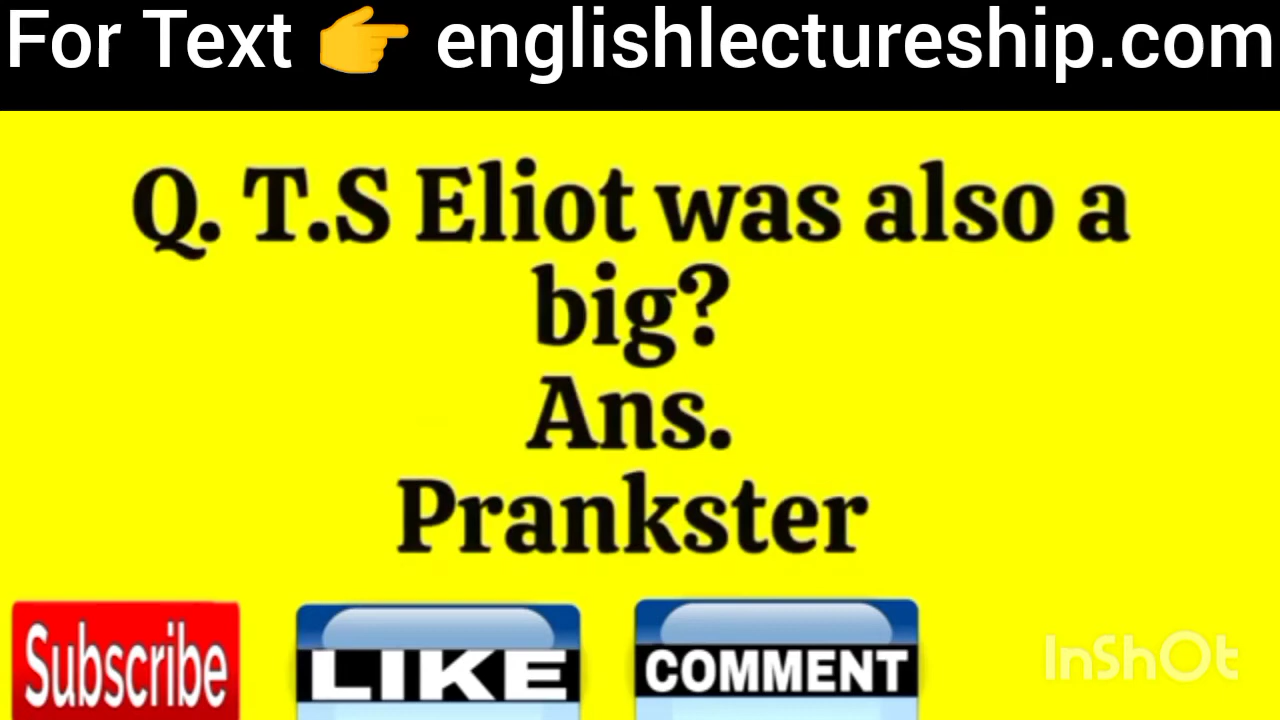 For Text 👉 englishlectureship.com
Q. T.S Eliot was also a
big?
Ans.
Prankster
Subscribe
LIKE
COMMENT
InShOt